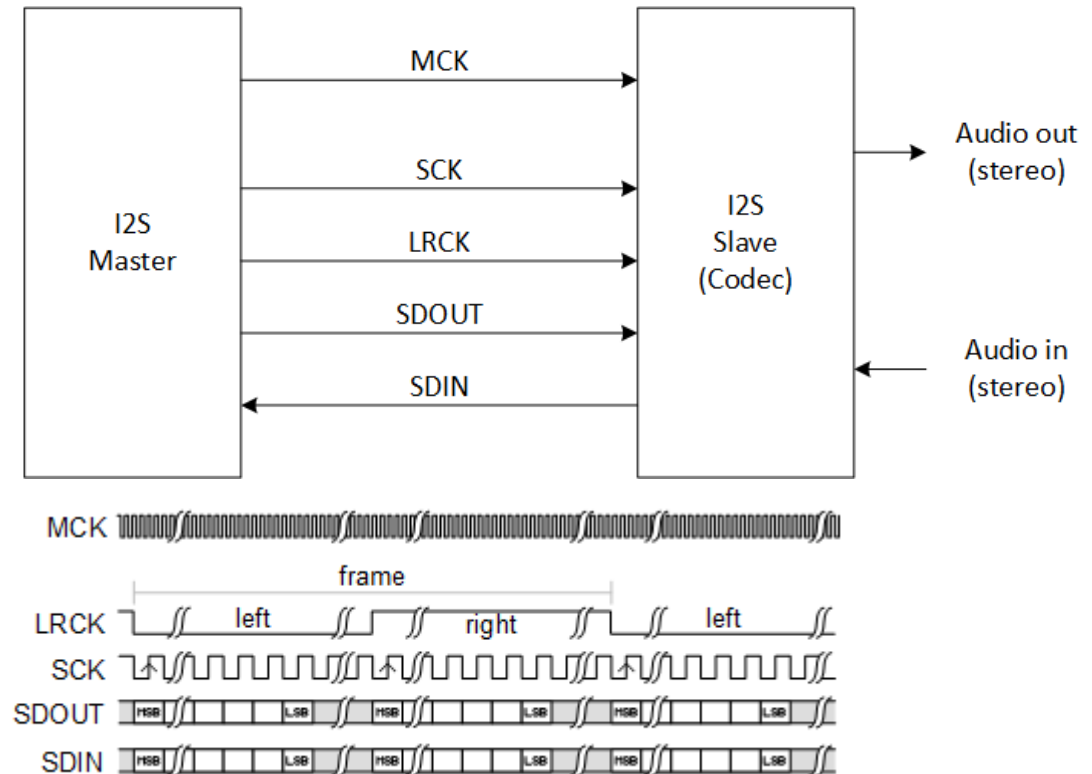 MCK
SCK
LRCK
SDOUT
SDIN
I2S
Master
I2S
Slave
(Codec)
Audio out
(stereo)
Audio in
(stereo)
MCK
frame
LRCK left right left
SCK
SDOUT MSB LSB MSB LSB MSB LSB
SDIN MSB LSB MSB LSB MSB LSB